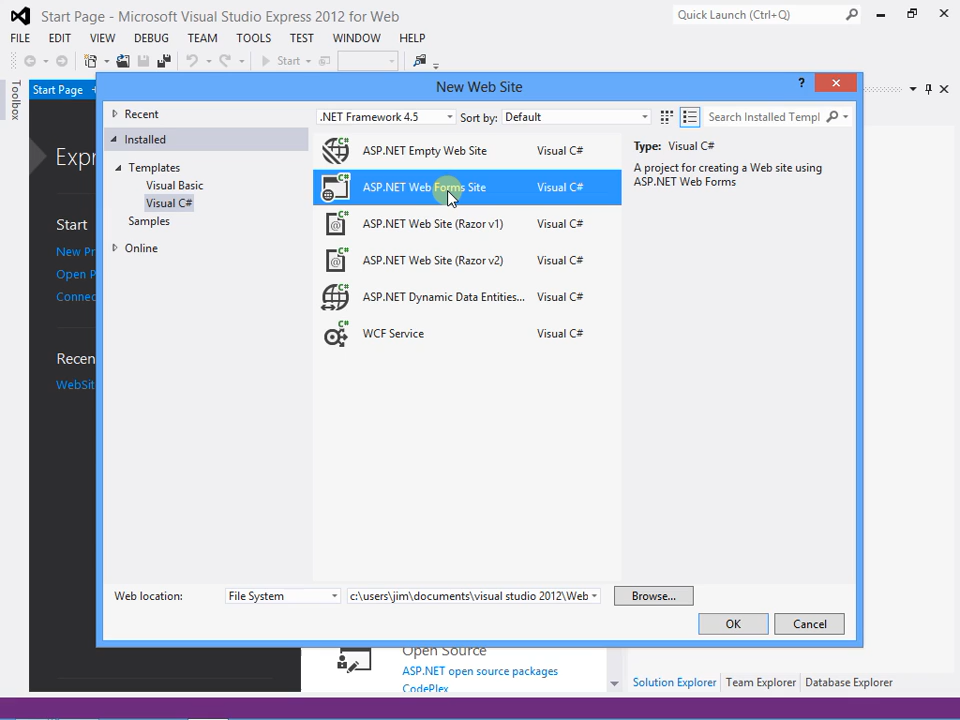 Start Page - Microsoft Visual Studio Express 2012 for Web
Quick Launch (Ctrl+Q)
FILE EDIT VIEW DEBUG TEAM TOOLS TEST WINDOW HELP
Start
Toolbox
Start Page
New Web Site
?
Recent
.NET Framework 4.5
Sort by: Default
Search Installed Templ
Installed
Templates
Visual Basic
Visual C#
Samples
Online
ASP.NET Empty Web Site Visual C#
ASP.NET Web Forms Site Visual C#
ASP.NET Web Site (Razor v1) Visual C#
ASP.NET Web Site (Razor v2) Visual C#
ASP.NET Dynamic Data Entities... Visual C#
WCF Service Visual C#
Type: Visual C#
A project for creating a Web site using
ASP.NET Web Forms
Expr
Start
New Pr
Open P
Connec
Recen
WebSit
Web location: File System c:\users\jim\documents\visual studio 2012\Web Browse...
OK Cancel
Open Source
ASP.NET open source packages
CodePlex
Solution Explorer Team Explorer Database Explorer